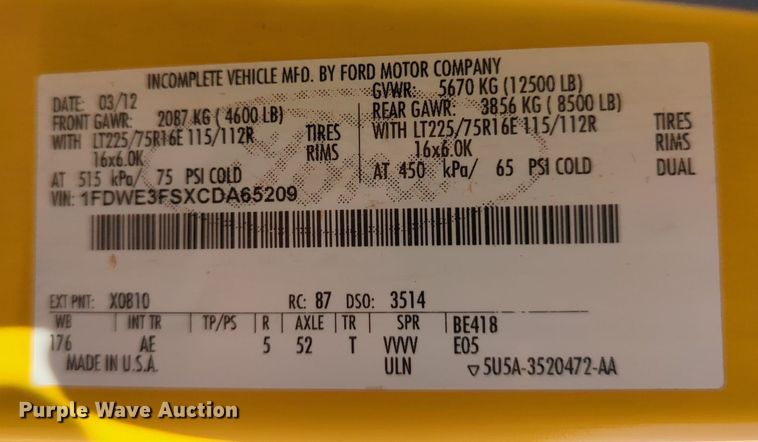 INCOMPLETE VEHICLE MFD. BY FORD MOTOR COMPANY
DATE: 03/12 GVWR: 5670 KG (12500 LB)
FRONT GAWR: 2087 KG ( 4600 LB) REAR GAWR: 3856 KG ( 8500 LB)
WITH LT225/75R16E 115/112R TIRES WITH LT225/75R16E 115/112R TIRES
16x6.0K RIMS 16x6.0K RIMS
AT 515 kPa/ 75 PSI COLD AT 450 kPa/ 65 PSI COLD DUAL
VIN: 1FDWE3FSXCDA65209
EXT PNT: X0810 RC: 87 DSO: 3514
WB INT TR TP/PS R AXLE TR SPR BE418
176 AE 5 52 T VVVV E05
MADE IN U.S.A. ULN ▽5U5A-3520472-AA
Purple Wave Auction